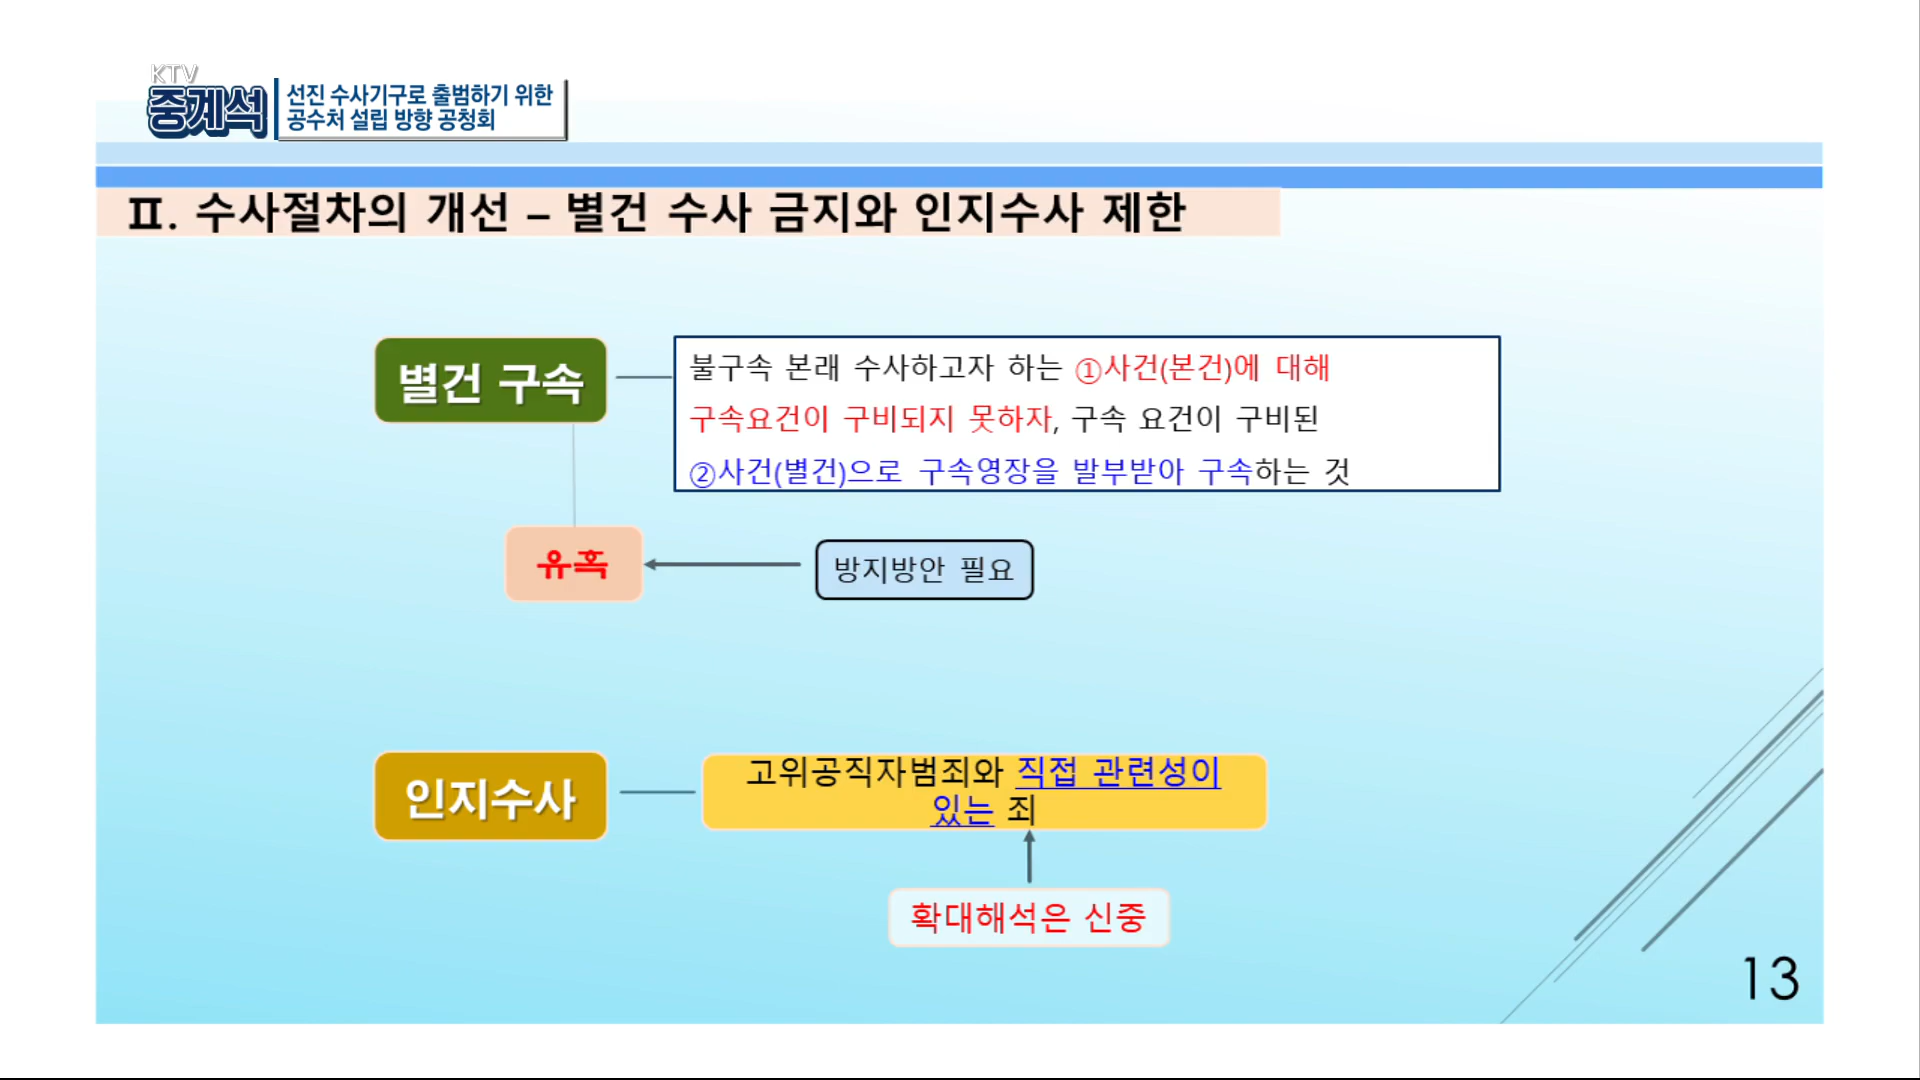 KTV
중계석
선진 수사기구로 출범하기 위한
공수처 설립 방향 공청회
Ⅱ. 수사절차의 개선 – 별건 수사 금지와 인지수사 제한
별건 구속
불구속 본래 수사하고자 하는 ①사건(본건)에 대해
구속요건이 구비되지 못하자, 구속 요건이 구비된
②사건(별건)으로 구속영장을 발부받아 구속하는 것
유혹
방지방안 필요
인지수사
고위공직자범죄와 직접 관련성이
있는 죄
확대해석은 신중
13